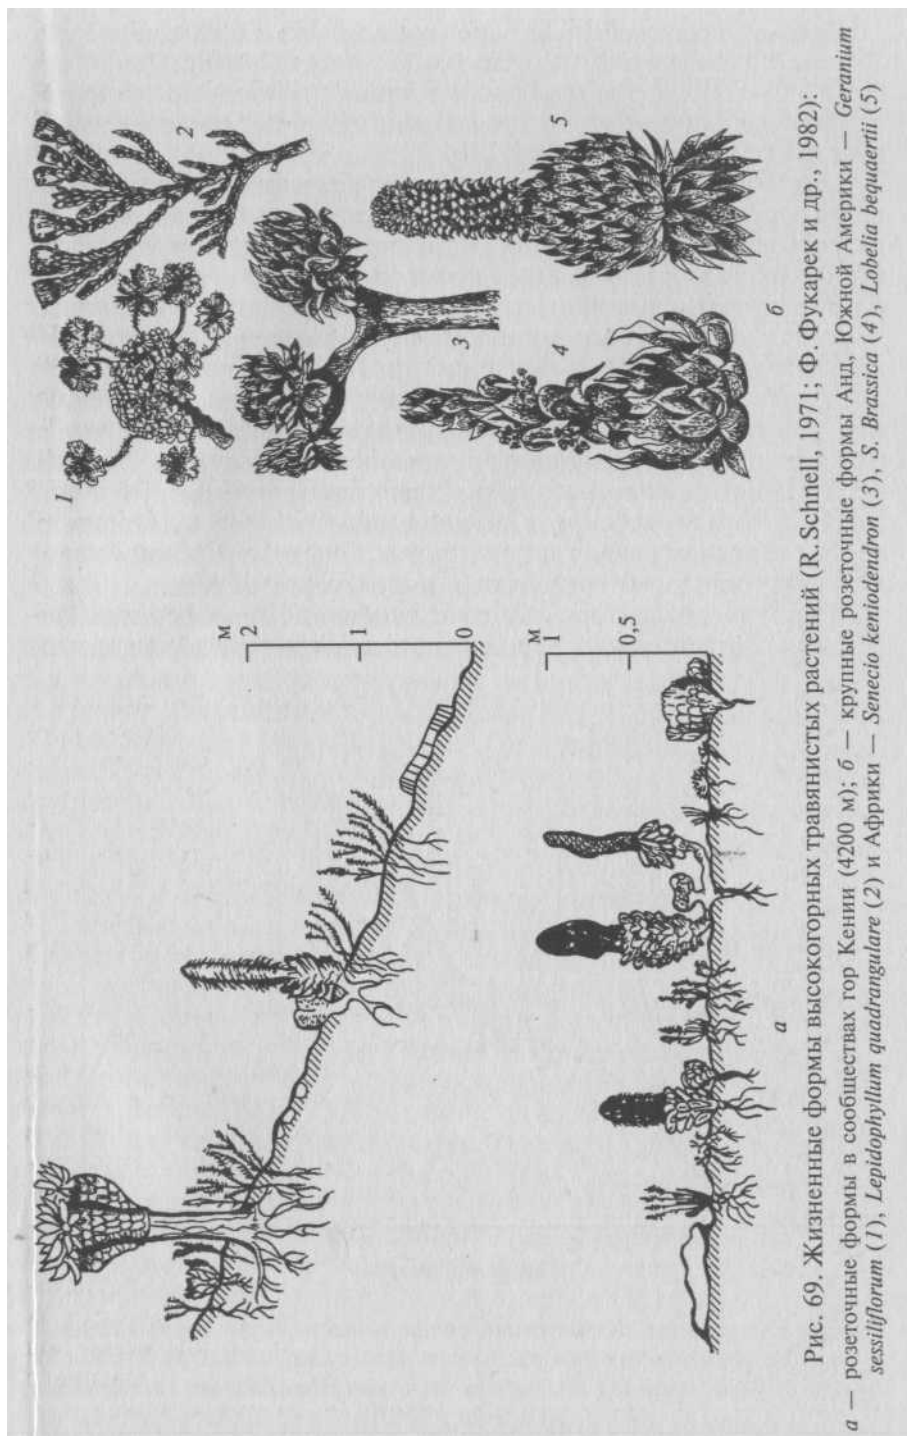 1
2
3
4
5
б
м
2
1
0
м
1
0,5
а
Рис. 69. Жизненные формы высокогорных травянистых растений (R. Schnell, 1971; Ф. Фукарек и др., 1982):
а — розеточные формы в сообществах гор Кении (4200 м); б — крупные розеточные формы Анд, Южной Америки — Geranium
sessiliflorum (1), Lepidophyllum quadrangulare (2) и Африки — Senecio keniodendron (3), S. Brassica (4), Lobelia bequaertii (5)